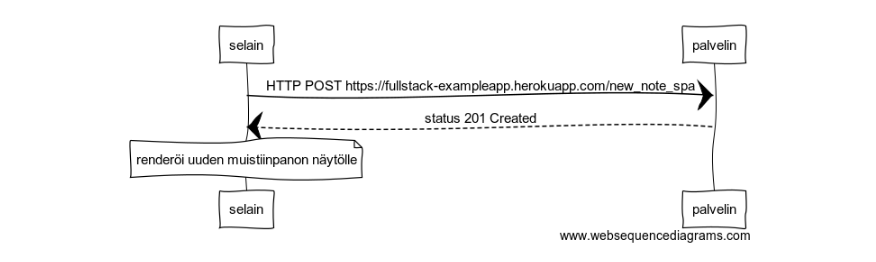 selain
palvelin
HTTP POST https://fullstack-exampleapp.herokuapp.com/new_note_spa
status 201 Created
renderöi uuden muistiinpanon näytölle
selain
palvelin
www.websequencediagrams.com